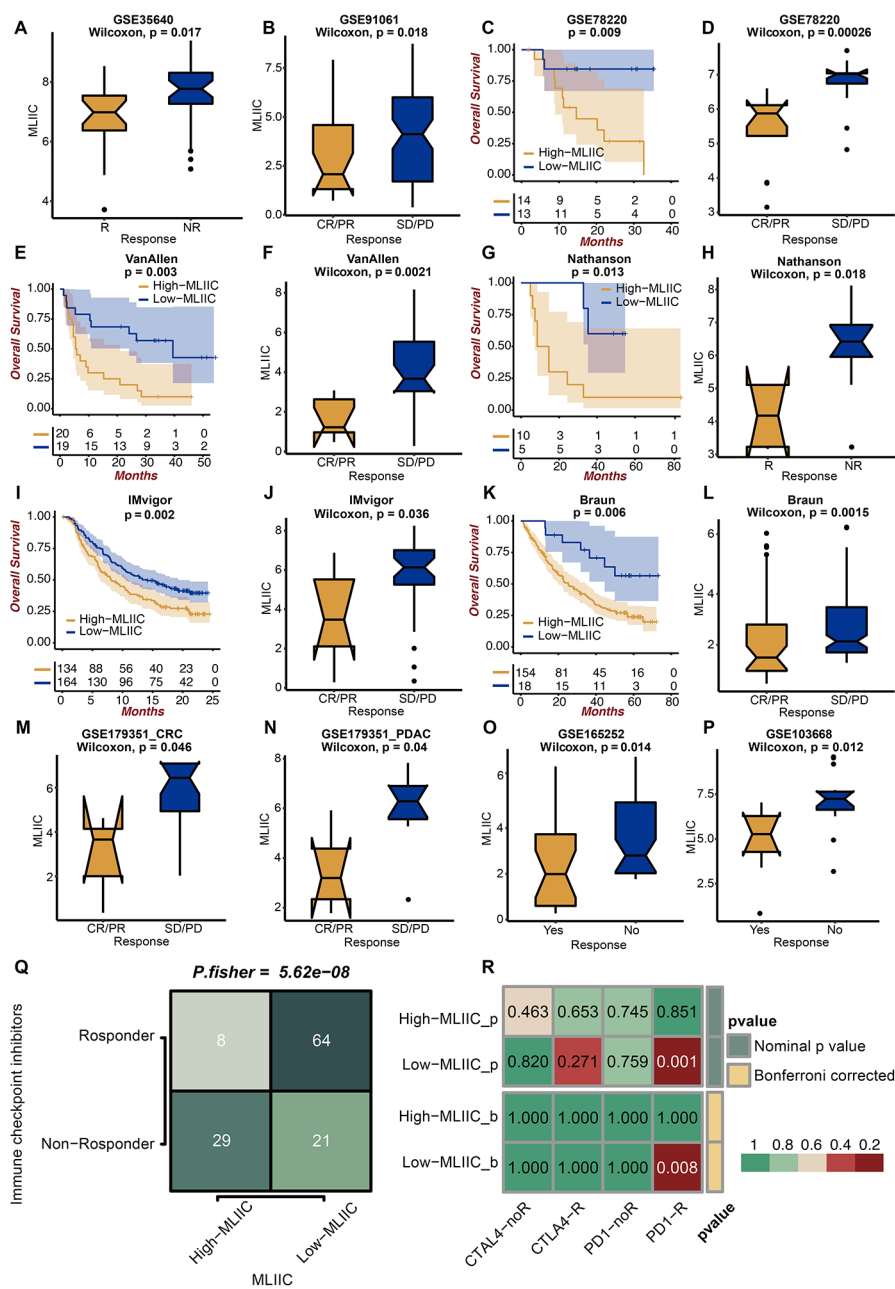 A
GSE35640
Wilcoxon, p = 0.017
MLIIC
8
6
4
R
NR
Response
B
GSE91061
Wilcoxon, p = 0.018
MLIIC
7.5
5.0
2.5
0.0
CR/PR
SD/PD
Response
C
GSE78220
p = 0.009
Overall Survival
1.00
0.75
0.50
0.25
0.00
High−MLIIC
Low−MLIIC
14 9 5 2 0
13 11 5 4 0
0 10 20 30 40
Months
D
GSE78220
Wilcoxon, p = 0.00026
MLIIC
7
6
5
4
3
CR/PR
SD/PD
Response
E
VanAllen
p = 0.003
Overall Survival
1.00
0.75
0.50
0.25
0.00
High−MLIIC
Low−MLIIC
20 6 5 2 1 0
19 15 13 9 3 2
0 10 20 30 40 50
Months
F
VanAllen
Wilcoxon, p = 0.0021
MLIIC
8
6
4
2
0
CR/PR
SD/PD
Response
G
Nathanson
p = 0.013
Overall Survival
1.00
0.75
0.50
0.25
0.00
High−MLIIC
Low−MLIIC
10 3 1 1 1
5 5 3 0 0
0 20 40 60 80
Months
H
Nathanson
Wilcoxon, p = 0.018
MLIIC
8
7
6
5
4
3
R
NR
Response
I
IMvigor
p = 0.002
Overall Survival
1.00
0.75
0.50
0.25
0.00
High−MLIIC
Low−MLIIC
134 88 56 40 23 0
164 130 96 75 42 0
0 5 10 15 20 25
Months
J
IMvigor
Wilcoxon, p = 0.036
MLIIC
8
6
4
2
0
CR/PR
SD/PD
Response
K
Braun
p = 0.006
Overall Survival
1.00
0.75
0.50
0.25
0.00
High−MLIIC
Low−MLIIC
154 81 45 16 0
18 15 11 3 0
0 20 40 60 80
Months
L
Braun
Wilcoxon, p = 0.0015
MLIIC
6
4
2
CR/PR
SD/PD
Response
M
GSE179351_CRC
Wilcoxon, p = 0.046
MLIIC
6
4
2
CR/PR
SD/PD
Response
N
GSE179351_PDAC
Wilcoxon, p = 0.04
MLIIC
8
6
4
2
CR/PR
SD/PD
Response
O
GSE165252
Wilcoxon, p = 0.014
MLIIC
6
4
2
0
Yes
No
Response
P
GSE103668
Wilcoxon, p = 0.012
MLIIC
7.5
5.0
2.5
Yes
No
Response
Q
P.fisher = 5.62e−08
Immune checkpoint inhibitors
Rosponder
8 64
Non−Rosponder
29 21
High−MLIIC
Low−MLIIC
MLIIC
R
High−MLIIC_p
0.463 0.653 0.745 0.851
Low−MLIIC_p
0.820 0.271 0.759 0.001
High−MLIIC_b
1.000 1.000 1.000 1.000
Low−MLIIC_b
1.000 1.000 1.000 0.008
CTAL4−noR
CTLA4−R
PD1−noR
PD1−R
pvalue
pvalue
Nominal p value
Bonferroni corrected
1 0.8 0.6 0.4 0.2